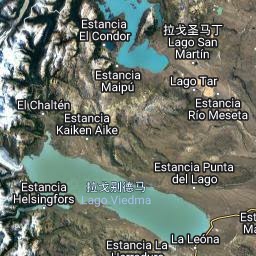 Estancia
El Condor
拉戈圣马丁
Lago San
Martín
Estancia
Maipú
Lago Tar
El Chaltén
Estancia
Río Meseta
Estancia
Kaiken Aike
Estancia Punta
del Lago
Estancia
Helsingfors
拉戈别德马
Lago Viedma
Estancia La
La Leona